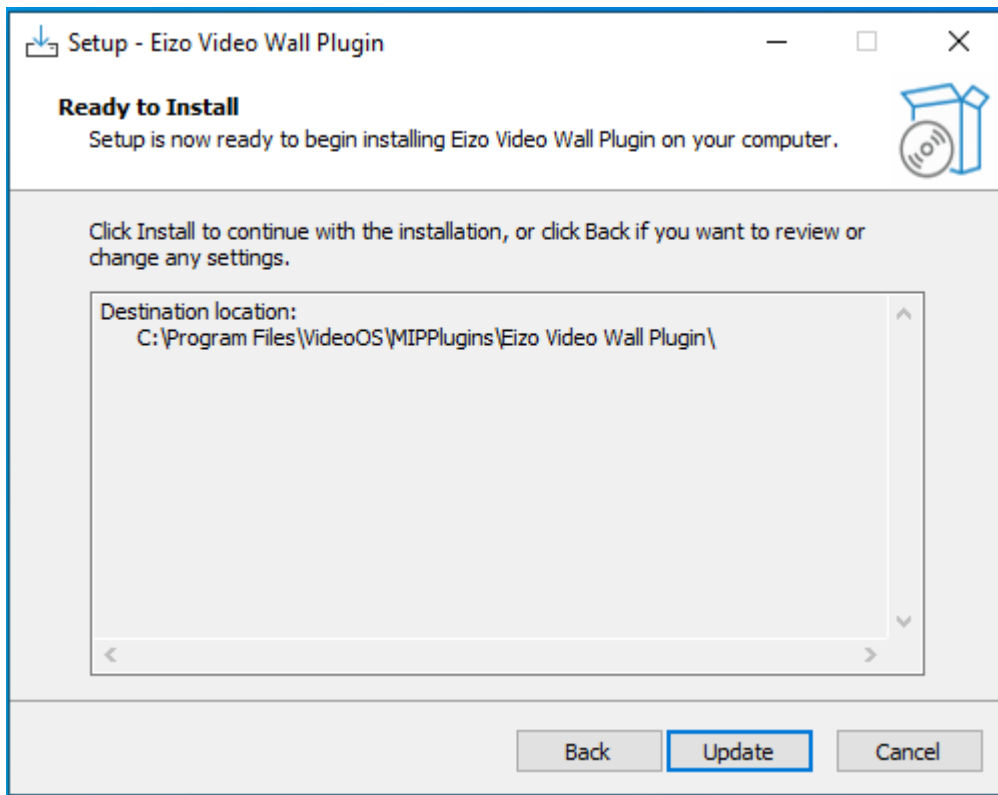 Setup - Eizo Video Wall Plugin
Ready to Install
Setup is now ready to begin installing Eizo Video Wall Plugin on your computer.
Click Install to continue with the installation, or click Back if you want to review or
change any settings.
Destination location:
C:\Program Files\VideoOS\MIPPlugins\Eizo Video Wall Plugin\
Back Update Cancel